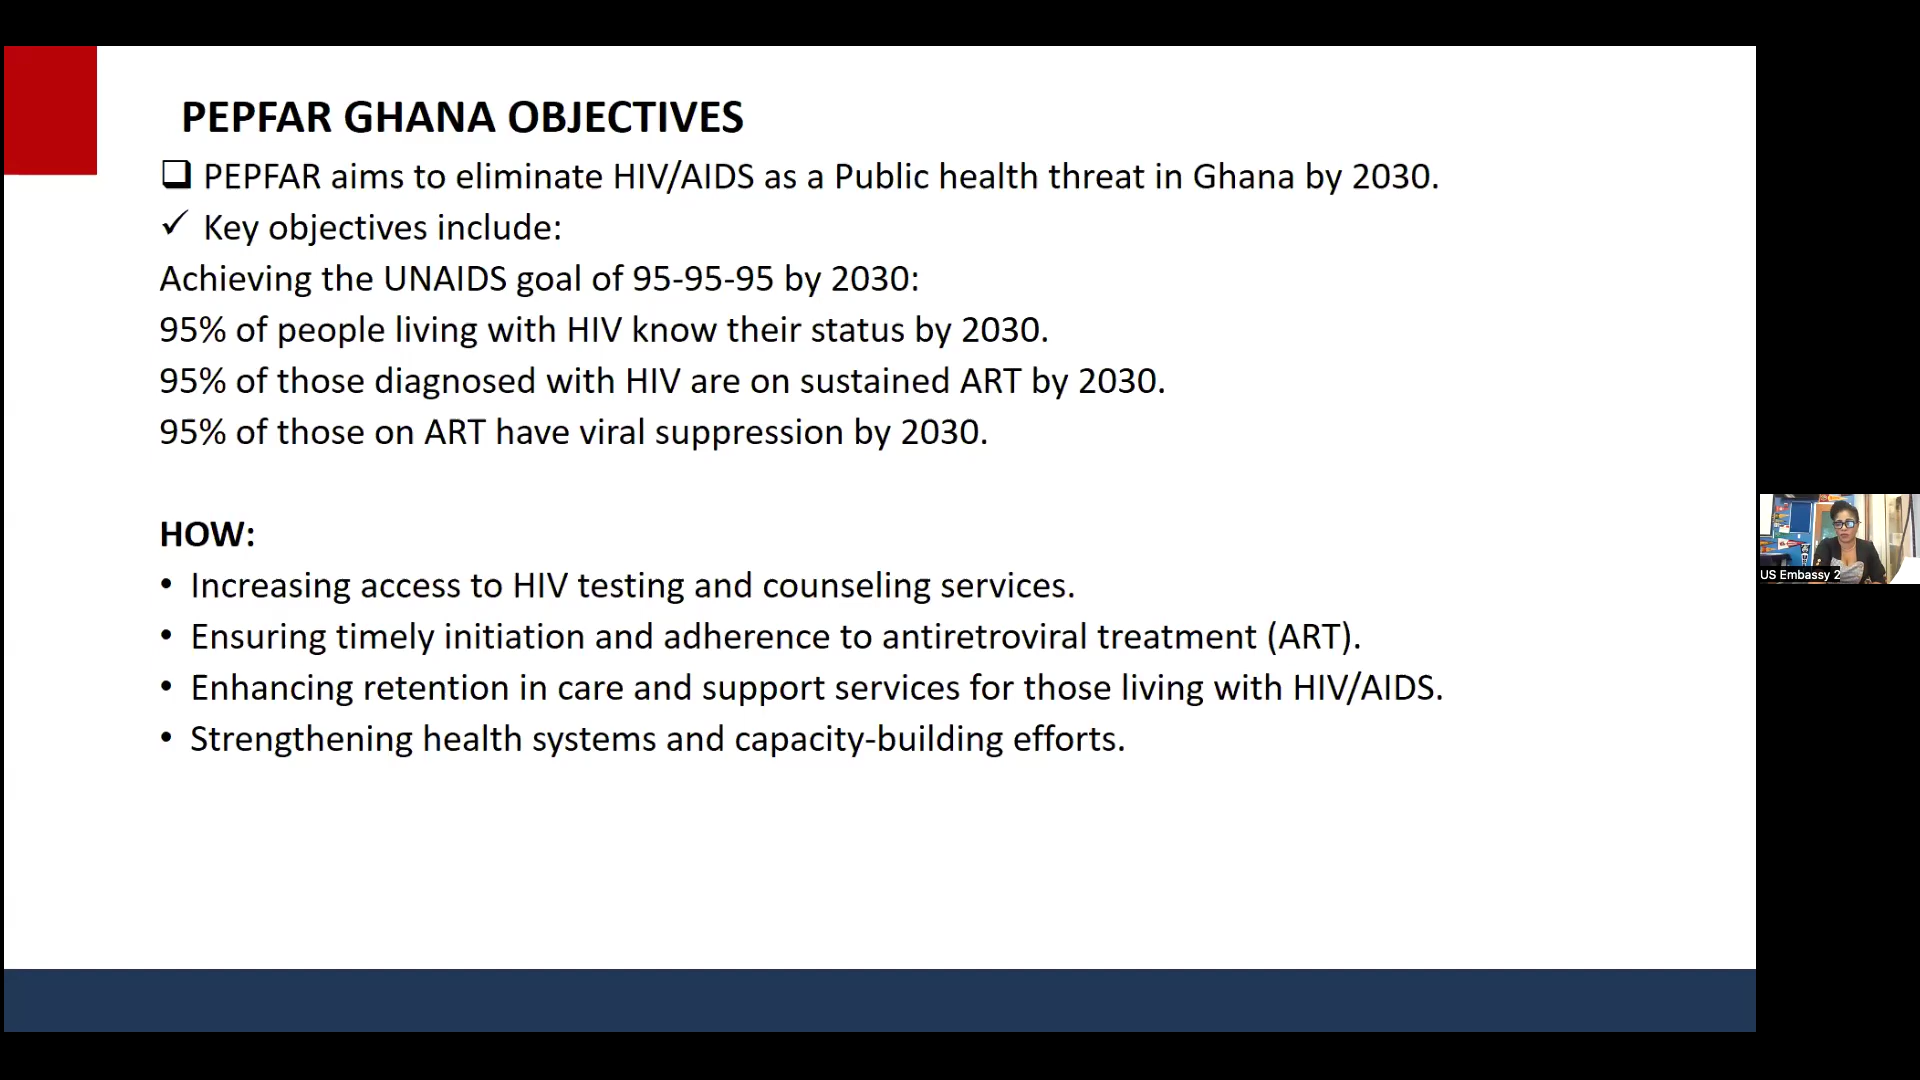 PEPFAR GHANA OBJECTIVES
❑ PEPFAR aims to eliminate HIV/AIDS as a Public health threat in Ghana by 2030.
✓ Key objectives include:
Achieving the UNAIDS goal of 95-95-95 by 2030:
95% of people living with HIV know their status by 2030.
95% of those diagnosed with HIV are on sustained ART by 2030.
95% of those on ART have viral suppression by 2030.
HOW:
• Increasing access to HIV testing and counseling services.
• Ensuring timely initiation and adherence to antiretroviral treatment (ART).
• Enhancing retention in care and support services for those living with HIV/AIDS.
• Strengthening health systems and capacity-building efforts.
US Embassy 2